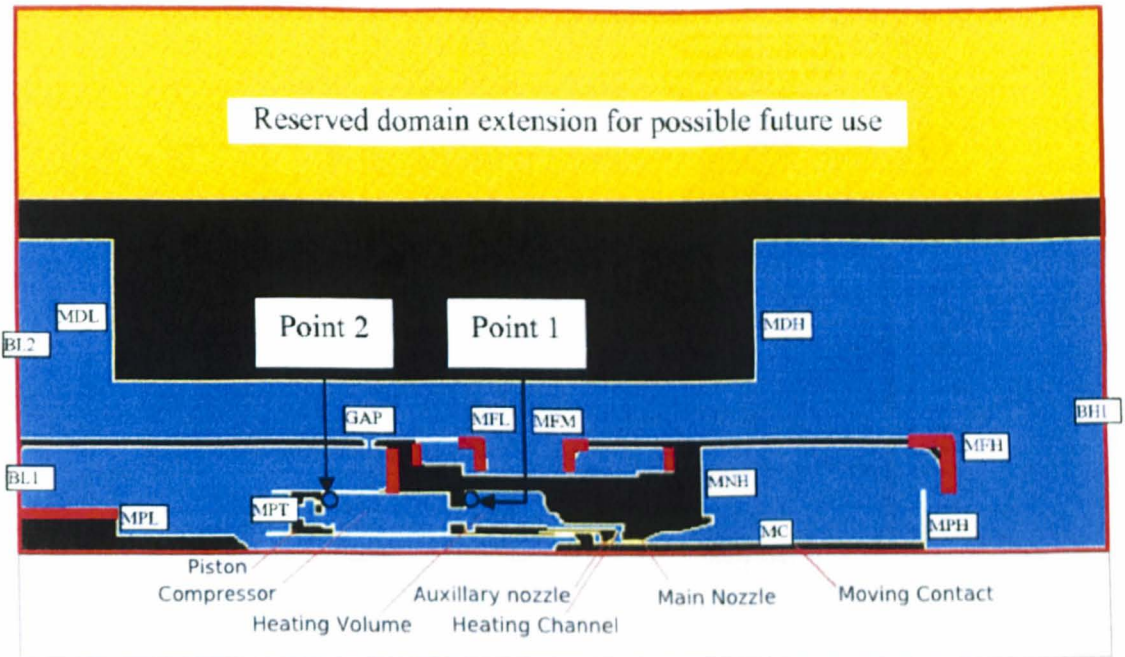 Reserved domain extension for possible future use
MDL
BL2
Point 2
Point 1
MDH
GAP
MFL
MFM
BH1
MFH
BL1
MPL
MPT
MNH
MC
MPH
Piston
Compressor
Auxillary nozzle
Main Nozzle
Moving Contact
Heating Volume
Heating Channel